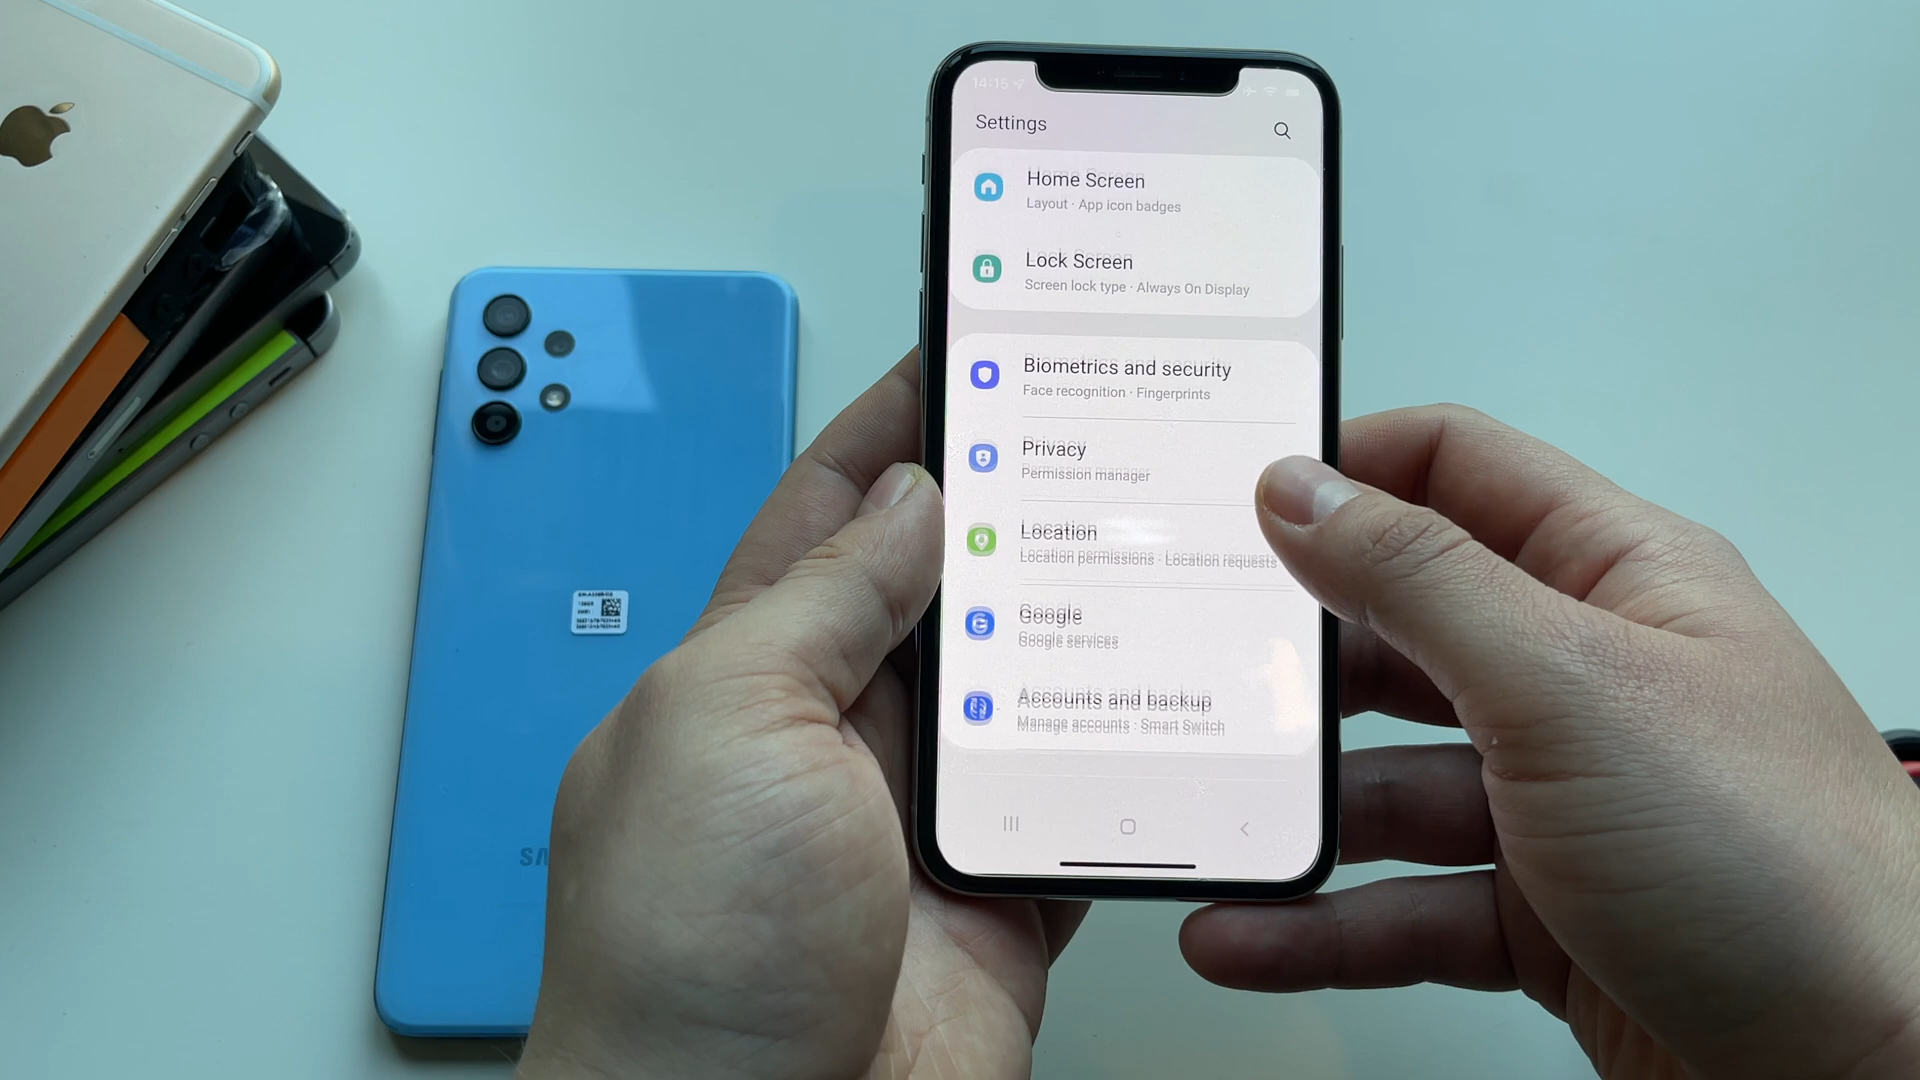 14:15
Settings
Home Screen
Layout · App icon badges
Lock Screen
Screen lock type · Always On Display
Biometrics and security
Face recognition · Fingerprints
Privacy
Permission manager
Location
Location permissions · Location requests
Google
Google services
Accounts and backup
Manage accounts · Smart Switch